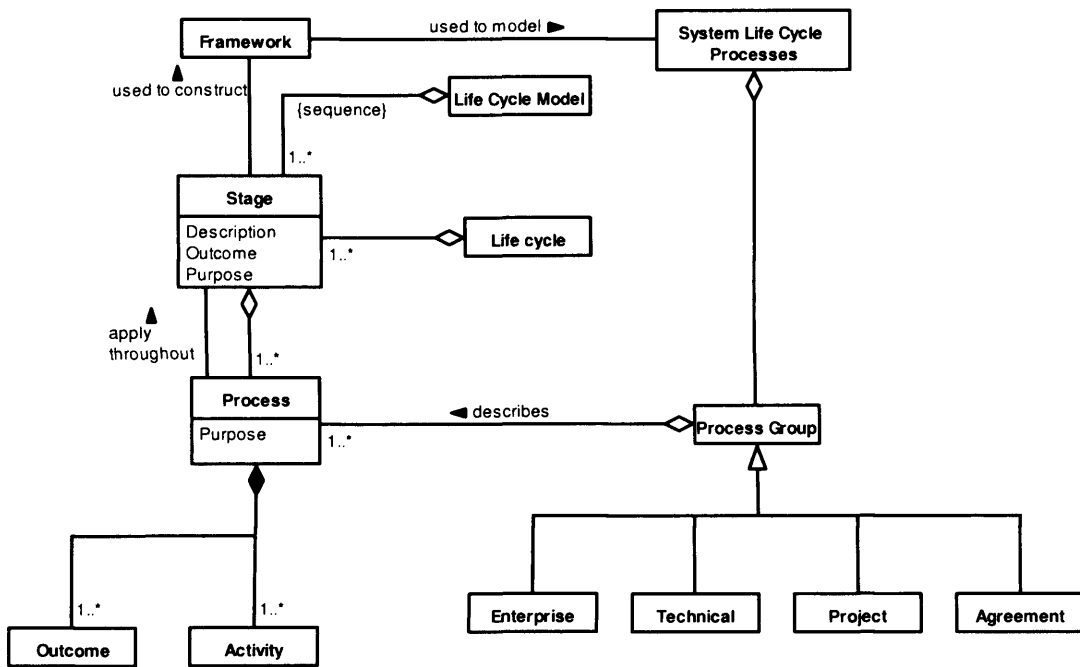 Framework
used to model ►
System Life Cycle
Processes
▲
used to construct
{sequence}
Life Cycle Model
1..*
Stage
Description
Outcome
Purpose
1..*
Life cycle
▲
apply
throughout
1..*
Process
Purpose
1..*
◄ describes
Process Group
Enterprise
Technical
Project
Agreement
1..*
1..*
Outcome
Activity